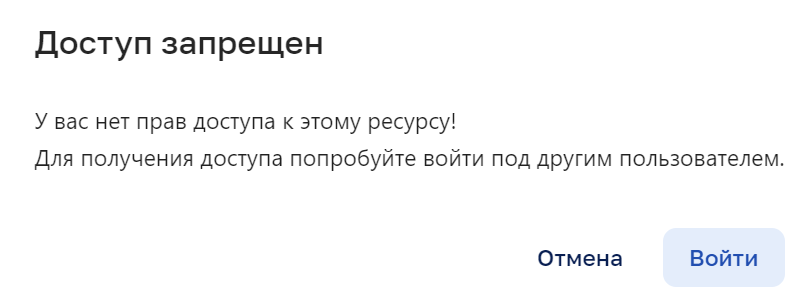 Доступ запрещен
У вас нет прав доступа к этому ресурсу!
Для получения доступа попробуйте войти под другим пользователем.
Отмена Войти